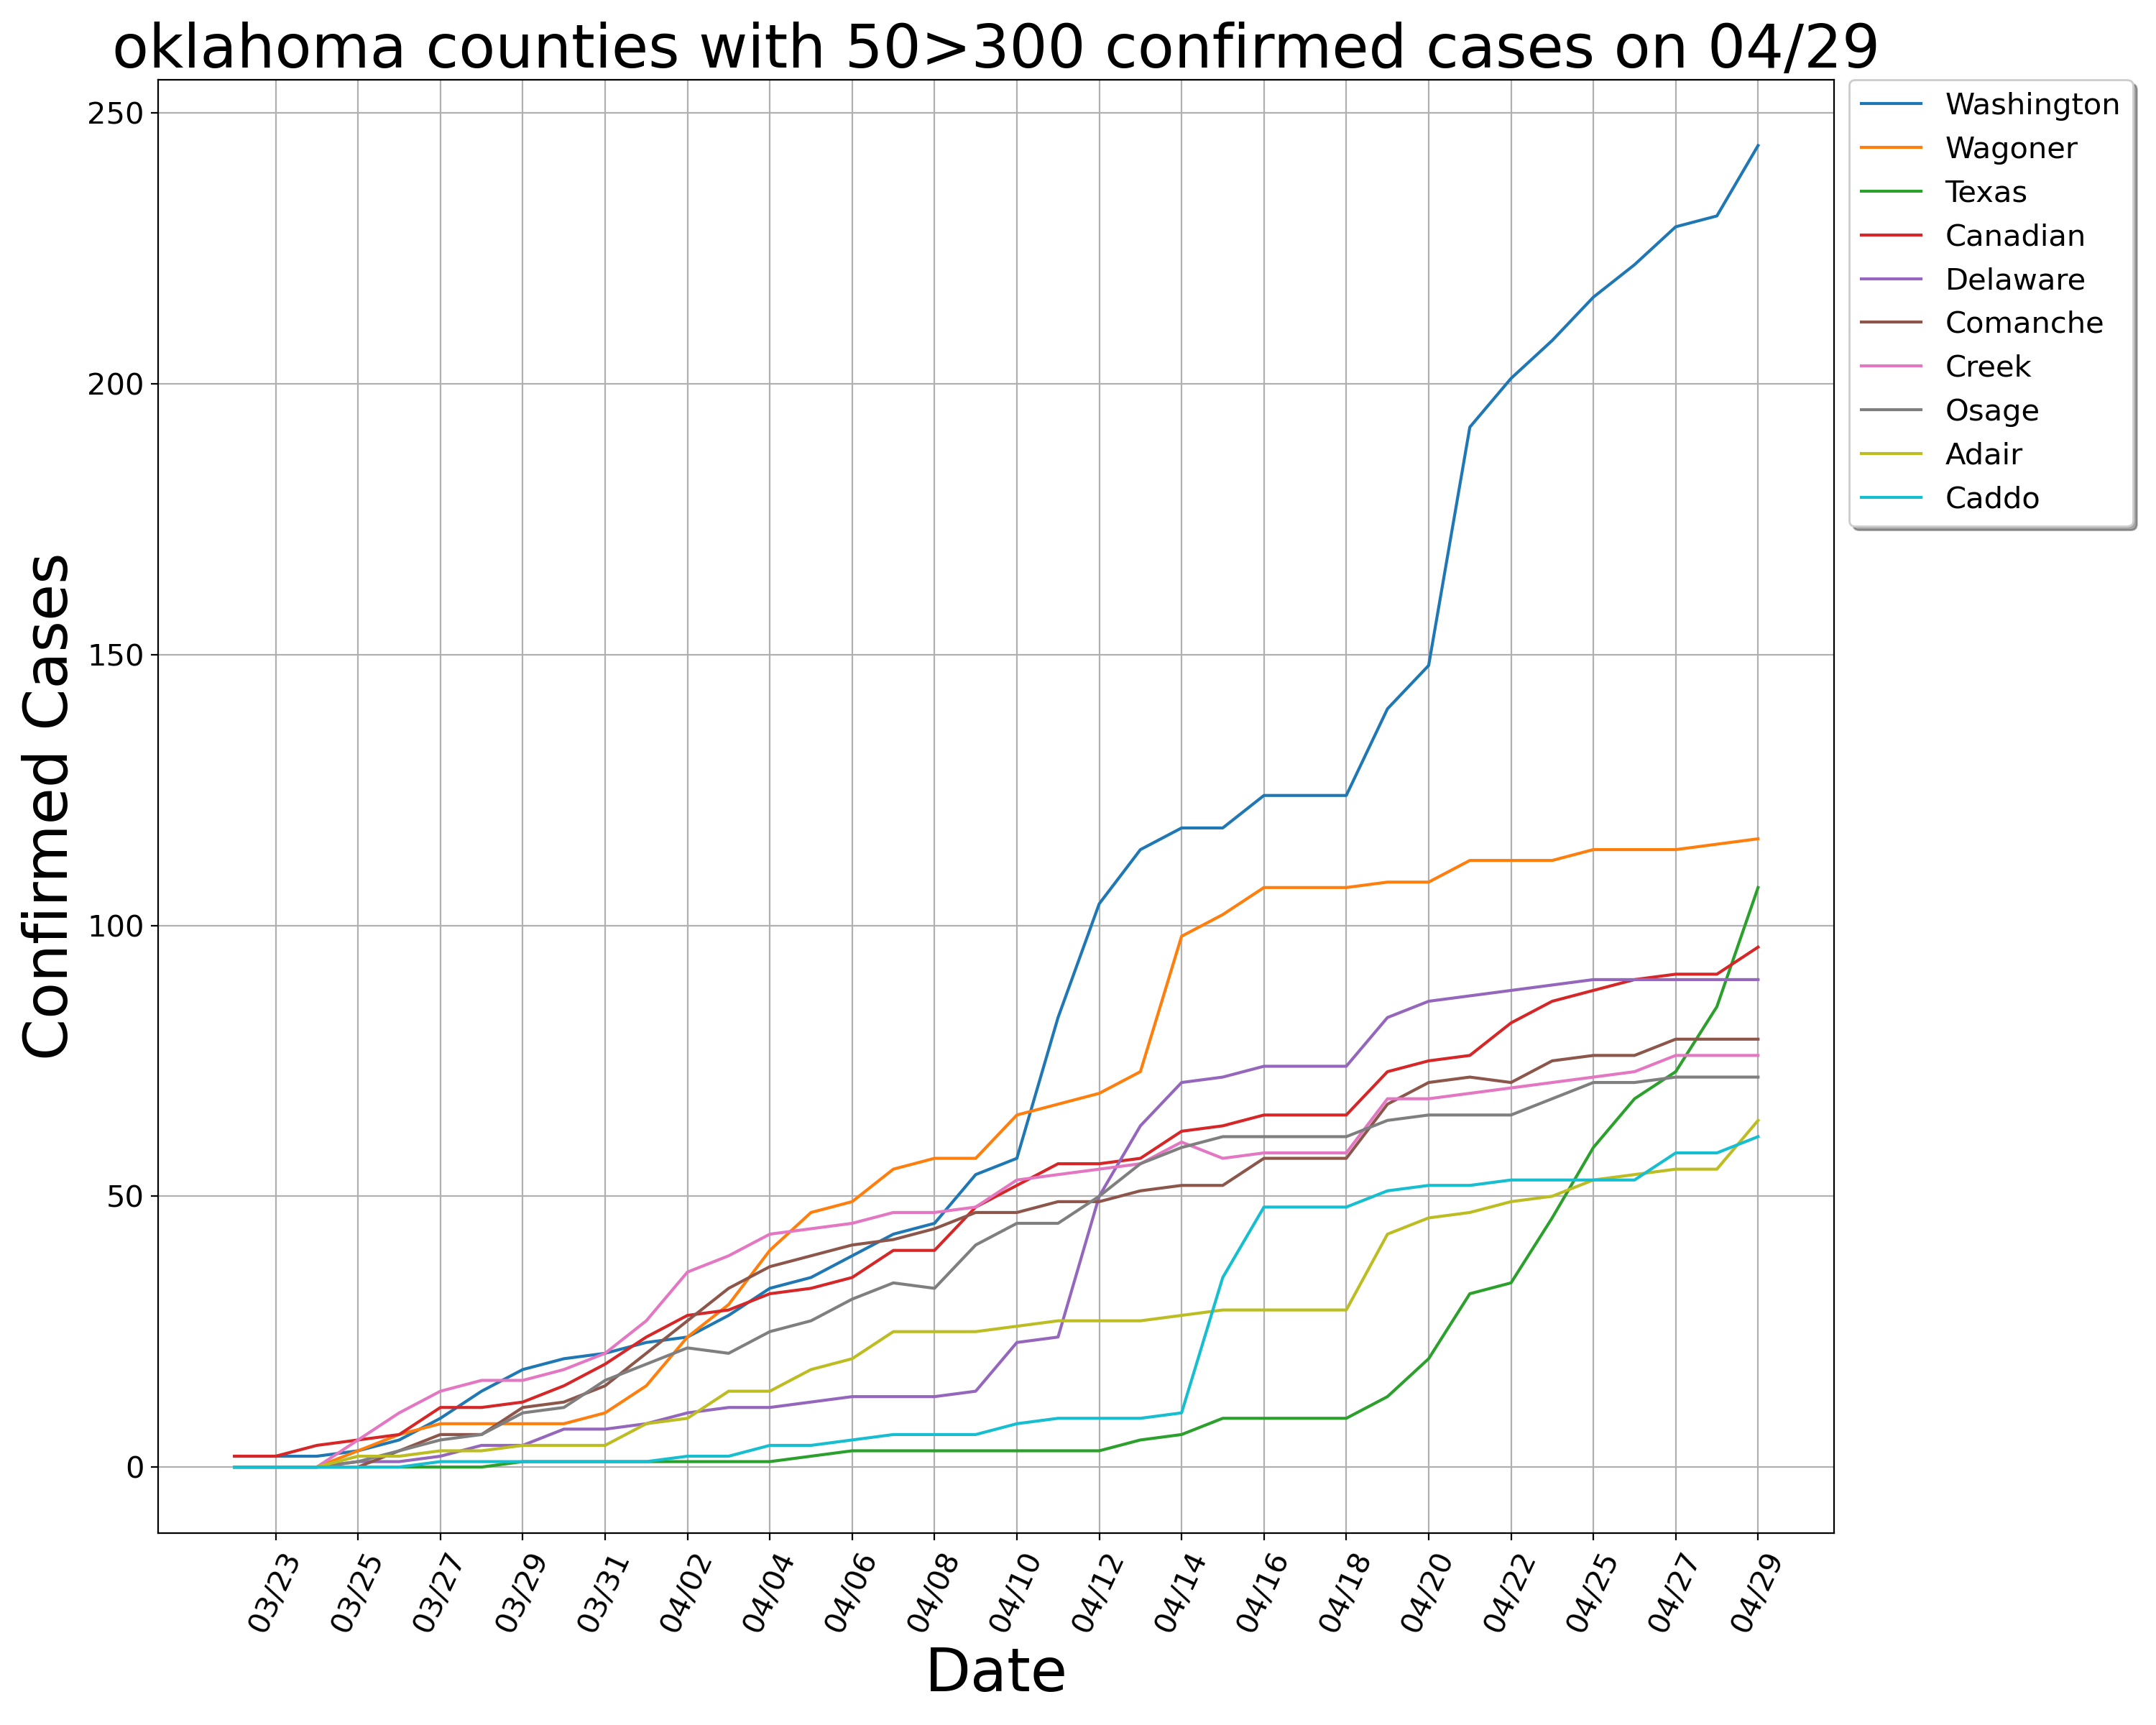 oklahoma counties with 50>300 confirmed cases on 04/29
Washington
Wagoner
Texas
Canadian
Delaware
Comanche
Creek
Osage
Adair
Caddo
Confirmed Cases
250
200
150
100
50
0
03/23
03/25
03/27
03/29
03/31
04/02
04/04
04/06
04/08
04/10
04/12
04/14
04/16
04/18
04/20
04/22
04/25
04/27
04/29
Date